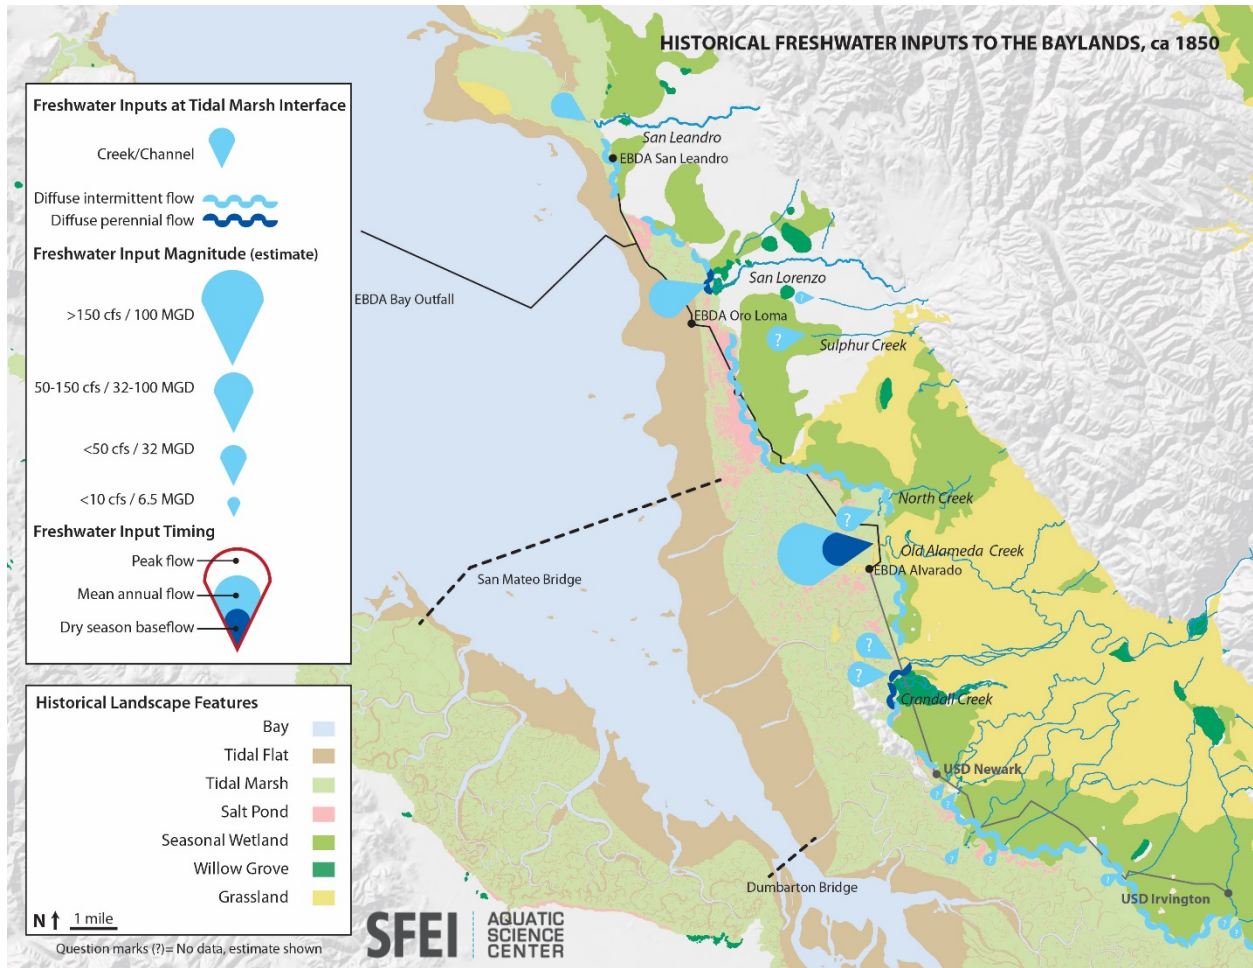 HISTORICAL FRESHWATER INPUTS TO THE BAYLANDS, ca 1850
Freshwater Inputs at Tidal Marsh Interface
Creek/Channel
Diffuse intermittent flow
Diffuse perennial flow
Freshwater Input Magnitude (estimate)
>150 cfs / 100 MGD
50-150 cfs / 32-100 MGD
<50 cfs / 32 MGD
<10 cfs / 6.5 MGD
Freshwater Input Timing
Peak flow
Mean annual flow
Dry season baseflow
Historical Landscape Features
Bay
Tidal Flat
Tidal Marsh
Salt Pond
Seasonal Wetland
Willow Grove
Grassland
N
1 mile
Question marks (?)= No data, estimate shown
San Leandro
EBDA San Leandro
EBDA Bay Outfall
San Lorenzo
?
EBDA Oro Loma
?
Sulphur Creek
North Creek
?
Old Alameda Creek
EBDA Alvarado
San Mateo Bridge
?
?
Crandall Creek
USD Newark
?
?
?
?
Dumbarton Bridge
?
?
USD Irvington
?
?
?
SFEI
AQUATIC
SCIENCE
CENTER